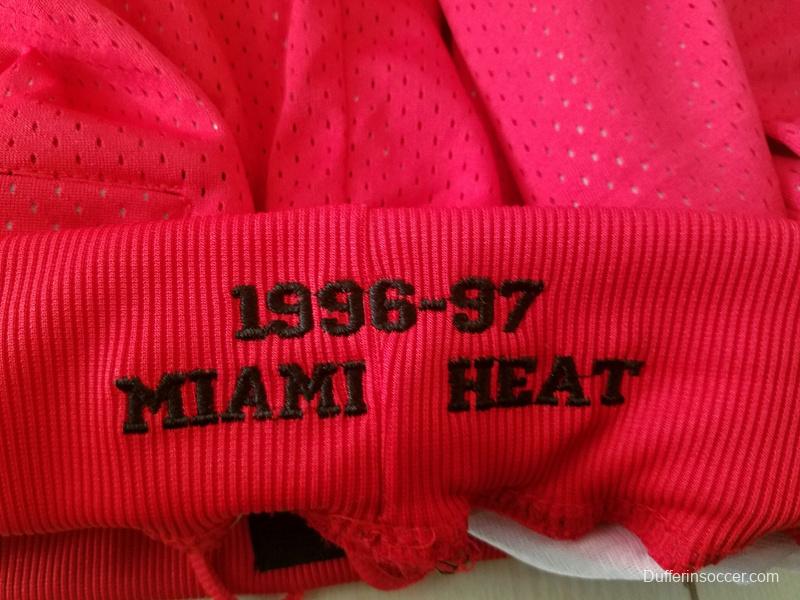 1996-97
MIAMI HEAT
Dufferinsoccer.com